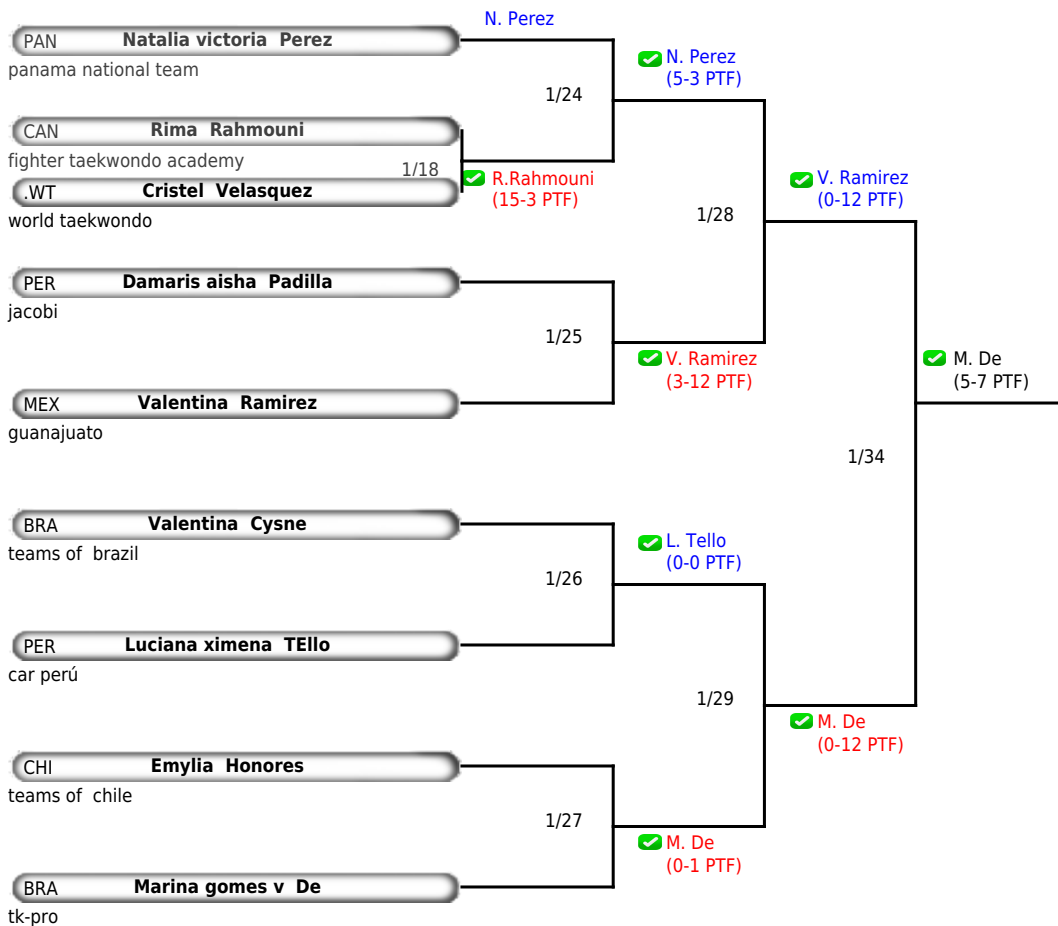 N. Perez
PAN Natalia victoria Perez
panama national team
N. Perez
(5-3 PTF)
1/24
CAN Rima Rahmouni
fighter taekwondo academy
1/18
R.Rahmouni
(15-3 PTF)
.WT Cristel Velasquez
world taekwondo
V. Ramirez
(0-12 PTF)
1/28
PER Damaris aisha Padilla
jacobi
1/25
V. Ramirez
(3-12 PTF)
M. De
(5-7 PTF)
MEX Valentina Ramirez
guanajuato
1/34
BRA Valentina Cysne
teams of brazil
L. Tello
(0-0 PTF)
1/26
PER Luciana ximena TEllo
car perú
1/29
M. De
(0-12 PTF)
CHI Emylia Honores
teams of chile
1/27
M. De
(0-1 PTF)
BRA Marina gomes v De
tk-pro